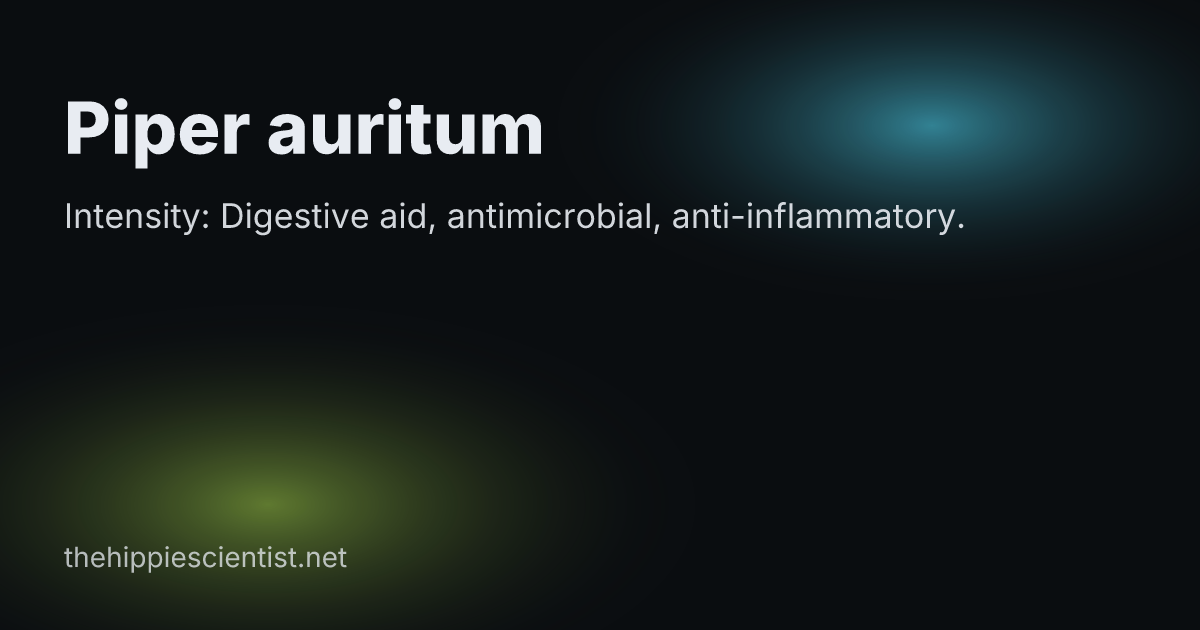 Piper auritum
Intensity: Digestive aid, antimicrobial, anti-inflammatory.
thehippiescientist.net